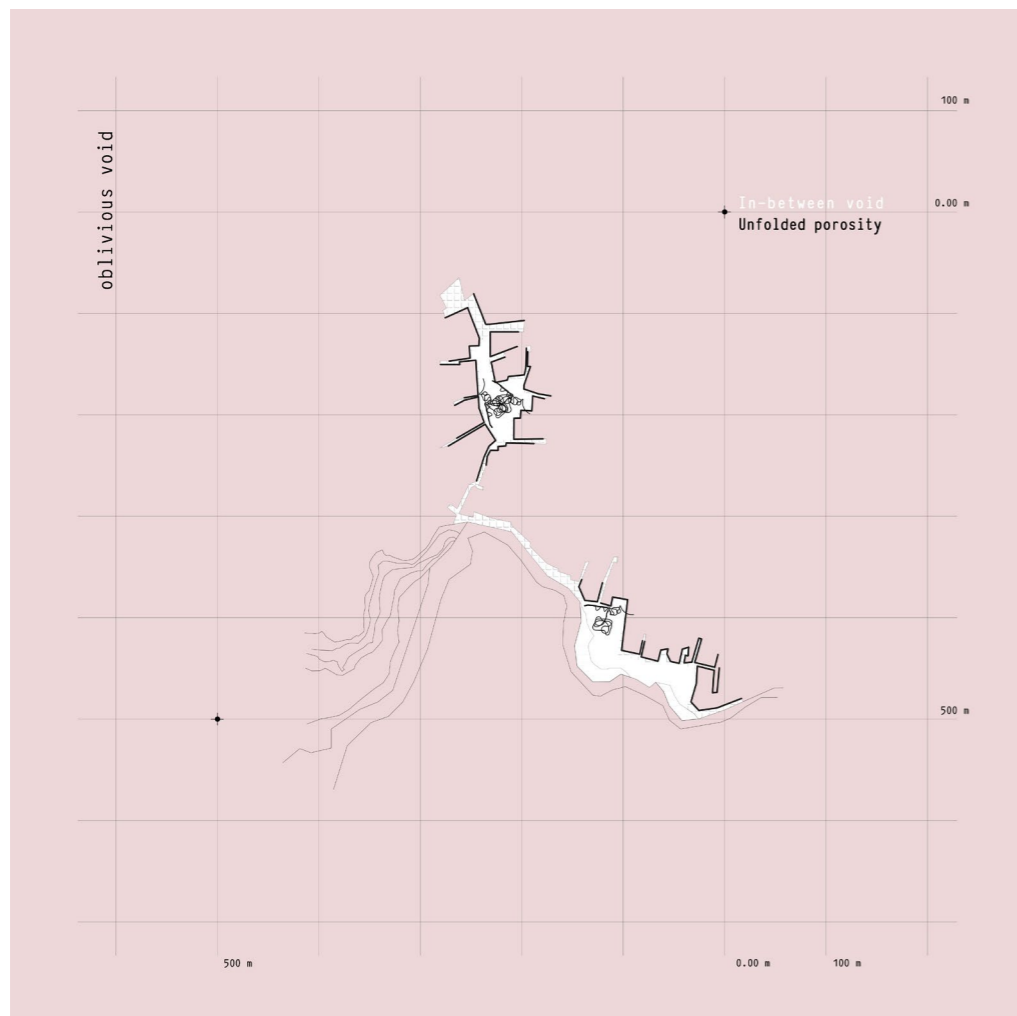 100 m
oblivious void
In-between void
0.00 m
Unfolded porosity
500 m
500 m
0.00 m
100 m